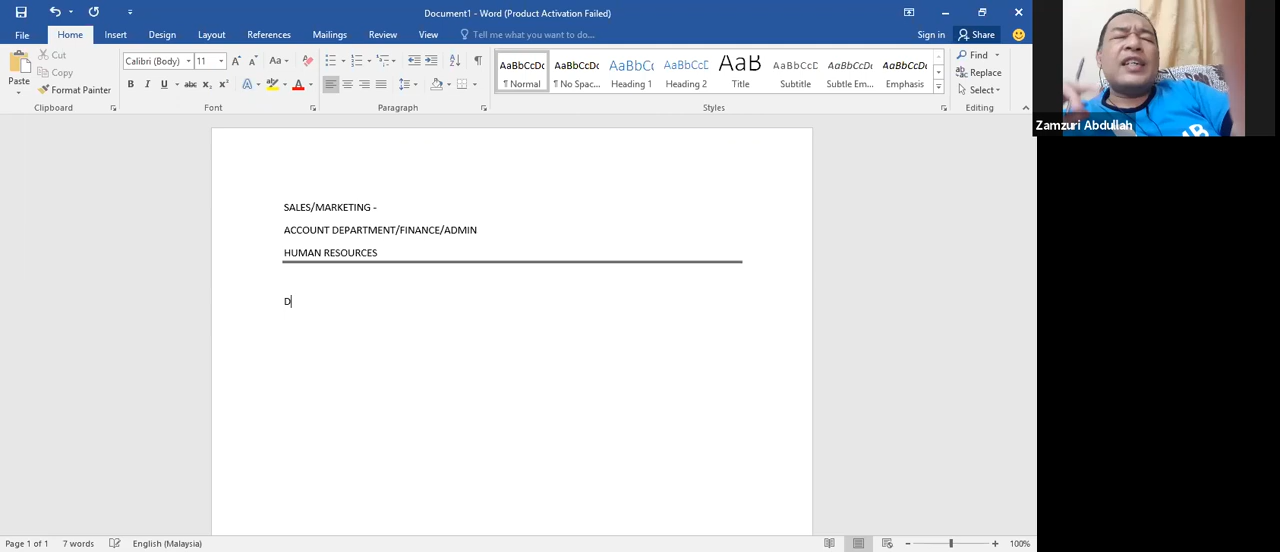 Document1 - Word (Product Activation Failed)
File Home Insert Design Layout References Mailings Review View Tell me what you want to do... Sign in Share
Cut
Copy
Paste
Format Painter
Clipboard
Calibri (Body) 11
Font
Paragraph
AaBbCcDc AaBbCcDc AaBbCc AaBbCcD AaB AaBbCcD AaBbCcDc AaBbCcDc
¶ Normal ¶ No Spac... Heading 1 Heading 2 Title Subtitle Subtle Em... Emphasis
Styles
Find
Replace
Select
Editing
Zamzuri Abdullah
SALES/MARKETING -
ACCOUNT DEPARTMENT/FINANCE/ADMIN
HUMAN RESOURCES
D
Page 1 of 1 7 words English (Malaysia) 100%